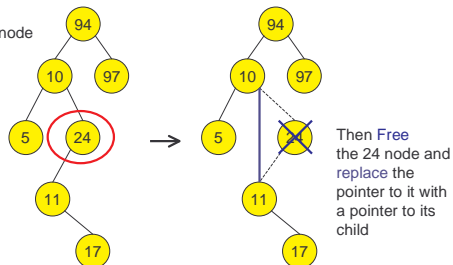 node
94
10
97
5
24
11
17
94
10
97
5
24
11
17
Then Free
the 24 node and
replace the
pointer to it with
a pointer to its
child